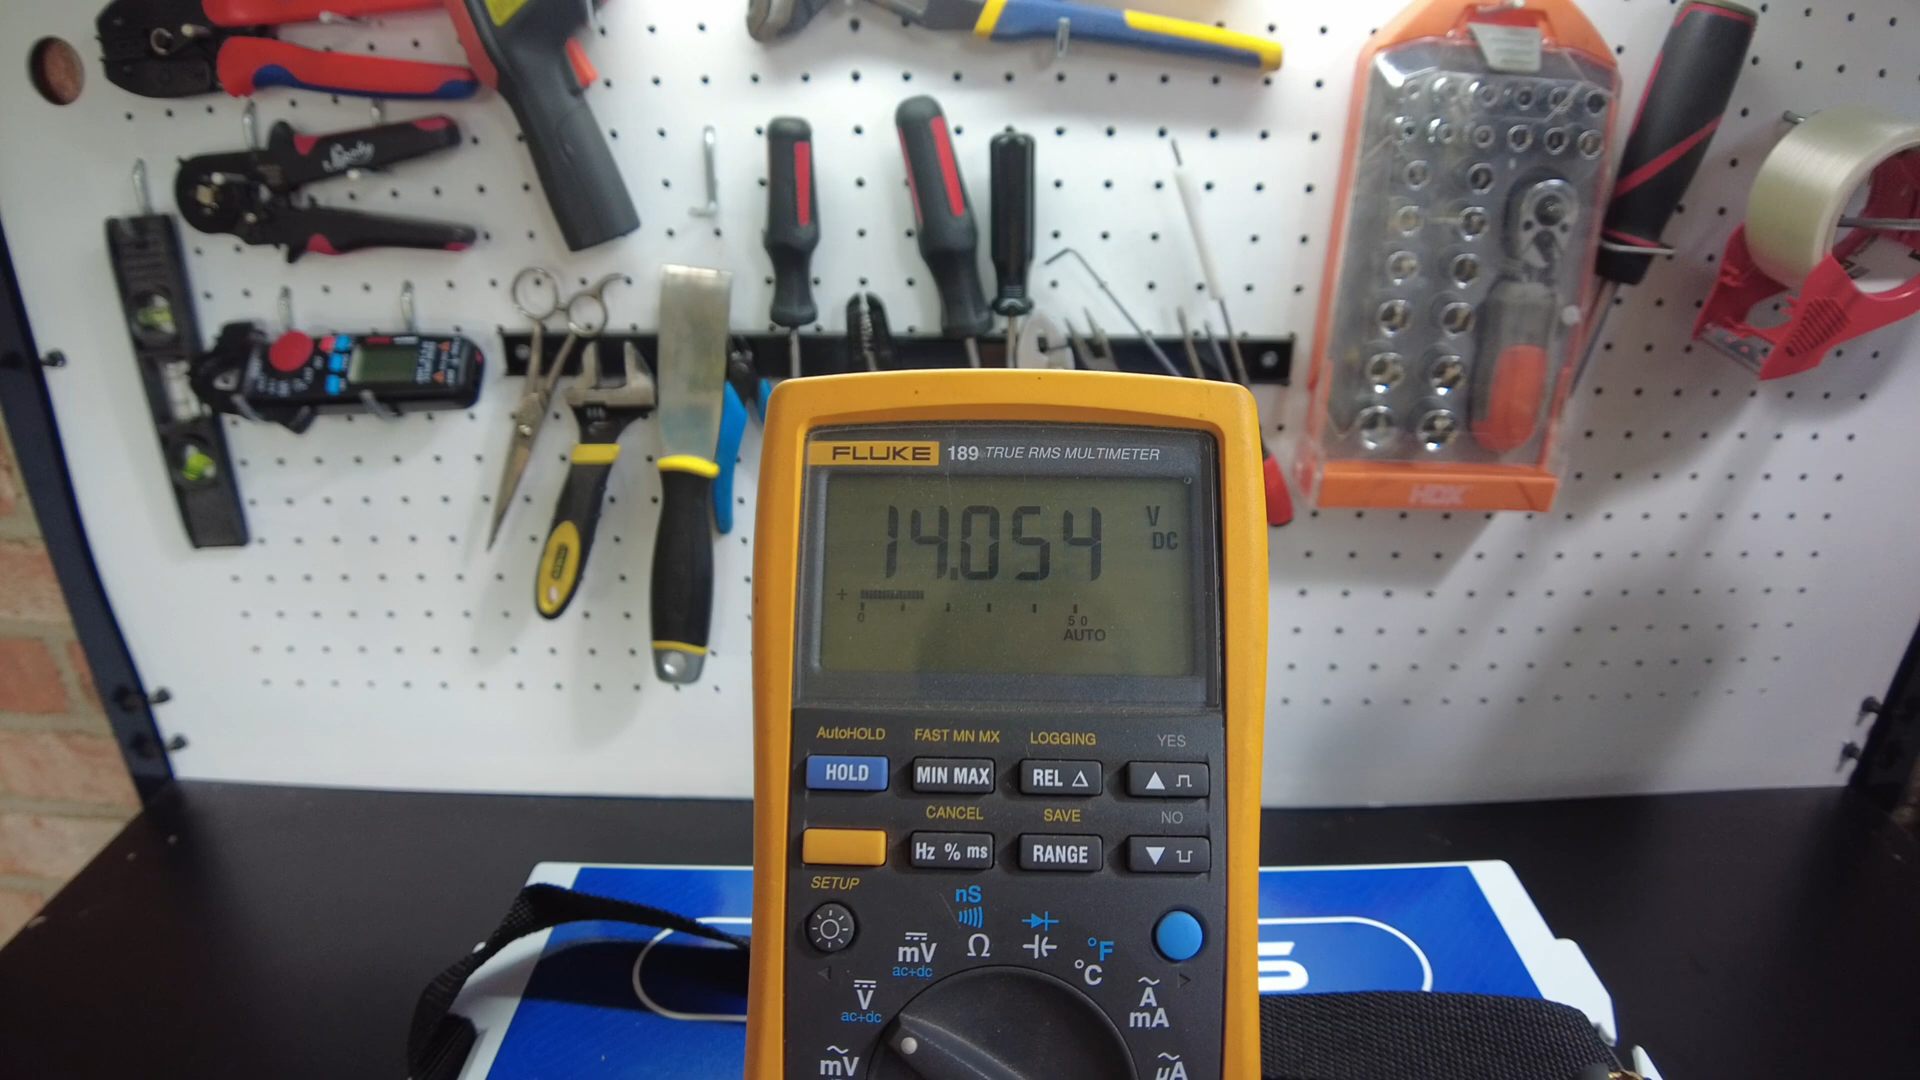 FLUKE 189 TRUE RMS MULTIMETER
14.054 V DC
+
0 50
AUTO
AutoHOLD FAST MN MX LOGGING YES
HOLD MIN MAX REL Δ ▲
CANCEL SAVE NO
Hz % ms RANGE ▼
SETUP
nS
mV Ω °F
ac+dc °C
V A
ac+dc mA
mV µA
HDX
S